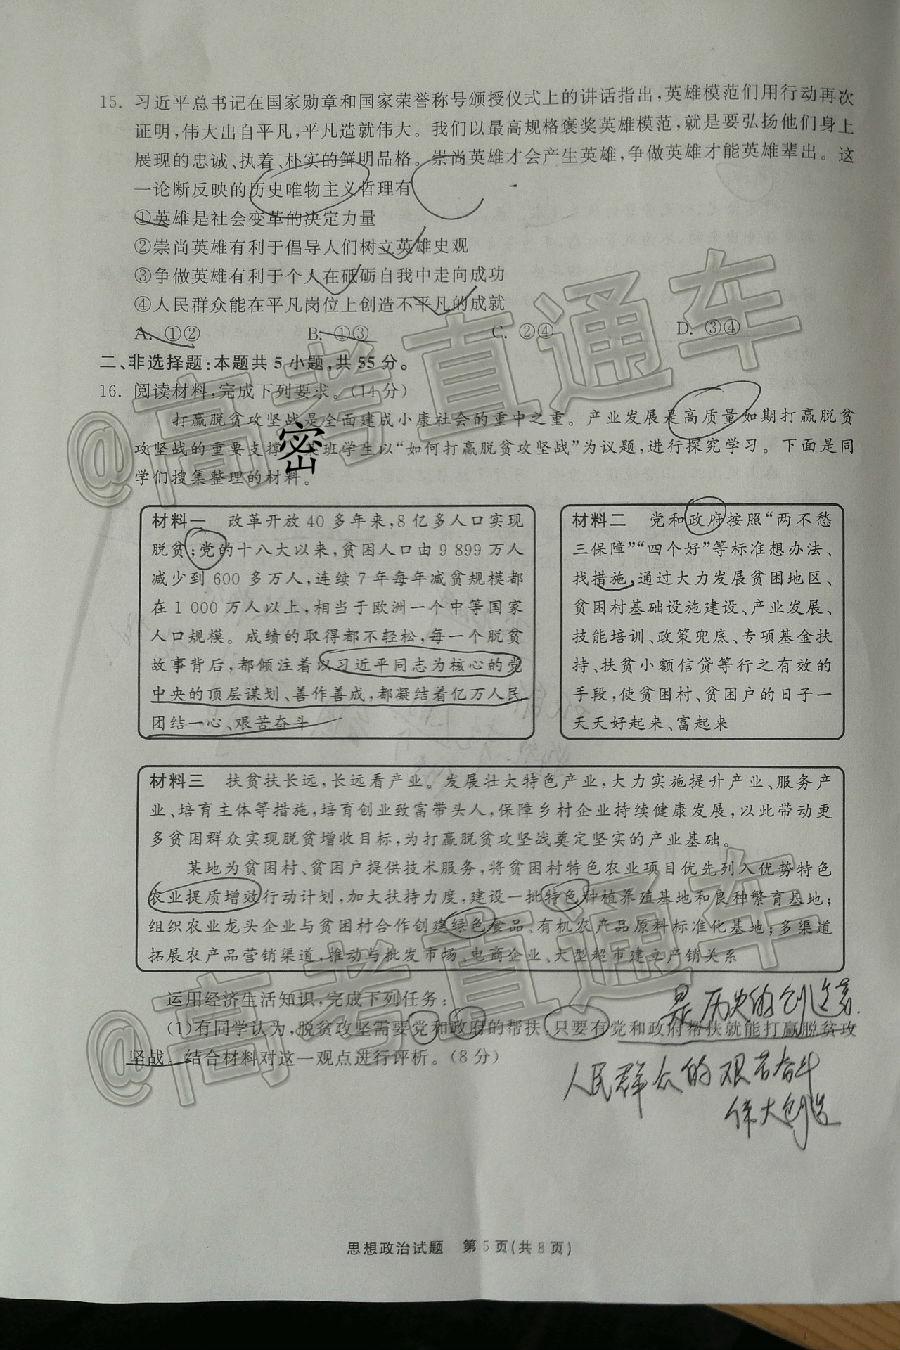 15. 习近平总书记在国家勋章和国家荣誉称号颁授仪式上的讲话指出，英雄模范们用行动再次
证明，伟大出自平凡，平凡造就伟大。我们以最高规格褒奖英雄模范，就是要弘扬他们身上
展现的忠诚、执着、朴实的鲜明品格。崇尚英雄才会产生英雄，争做英雄才能英雄辈出。这
一论断反映的历史唯物主义哲理有
①英雄是社会变革的决定力量
②崇尚英雄有利于倡导人们树立英雄史观
③争做英雄有利于个人在砥砺自我中走向成功
④人民群众能在平凡岗位上创造不平凡的成就
A. ①② B. ①③ C. ②④ D. ③④
二、非选择题：本题共5小题，共55分。
16. 阅读材料，完成下列要求。（14分）
打赢脱贫攻坚战是全面建成小康社会的重中之重。产业发展是高质量如期打赢脱贫
攻坚战的重要支撑 密 班学生以“如何打赢脱贫攻坚战”为议题，进行探究学习。下面是同
学们搜集整理的材料。
材料一 改革开放40多年来，8亿多人口实现
脱贫；党的十八大以来，贫困人口由9 899万人
减少到600多万人，连续7年每年减贫规模都
在1 000万人以上，相当于欧洲一个中等国家
人口规模。成绩的取得都不轻松，每一个脱贫
故事背后，都倾注着以习近平同志为核心的党
中央的顶层谋划、善作善成，都凝结着亿万人民
团结一心、艰苦奋斗
材料二 党和政府按照“两不愁
三保障”“四个好”等标准想办法、
找措施，通过大力发展贫困地区、
贫困村基础设施建设、产业发展、
技能培训、政策兜底、专项基金扶
持、扶贫小额信贷等行之有效的
手段，使贫困村、贫困户的日子一
天天好起来、富起来
材料三 扶贫扶长远，长远看产业。发展壮大特色产业，大力实施提升产业、服务产
业、培育主体等措施，培育创业致富带头人，保障乡村企业持续健康发展，以此带动更
多贫困群众实现脱贫增收目标，为打赢脱贫攻坚战奠定坚实的产业基础。
某地为贫困村、贫困户提供技术服务，将贫困村特色农业项目优先列入优势特色
农业提质增效行动计划，加大扶持力度，建设一批特色种植养殖基地和良种繁育基地；
组织农业龙头企业与贫困村合作创建绿色食品、有机农产品原料标准化基地；多渠道
拓展农产品营销渠道，推动与批发市场、电商企业、大型超市建立产销关系
运用经济生活知识，完成下列任务：
是历史的创造者
(1)有同学认为，脱贫攻坚需要党和政府的帮扶，只要有党和政府帮扶就能打赢脱贫攻
坚战。结合材料对这一观点进行评析。（8分）
人民群众的艰苦奋斗
伟大创造
思想政治试题 第5页(共8页)
@高考直通车
@高考直通车